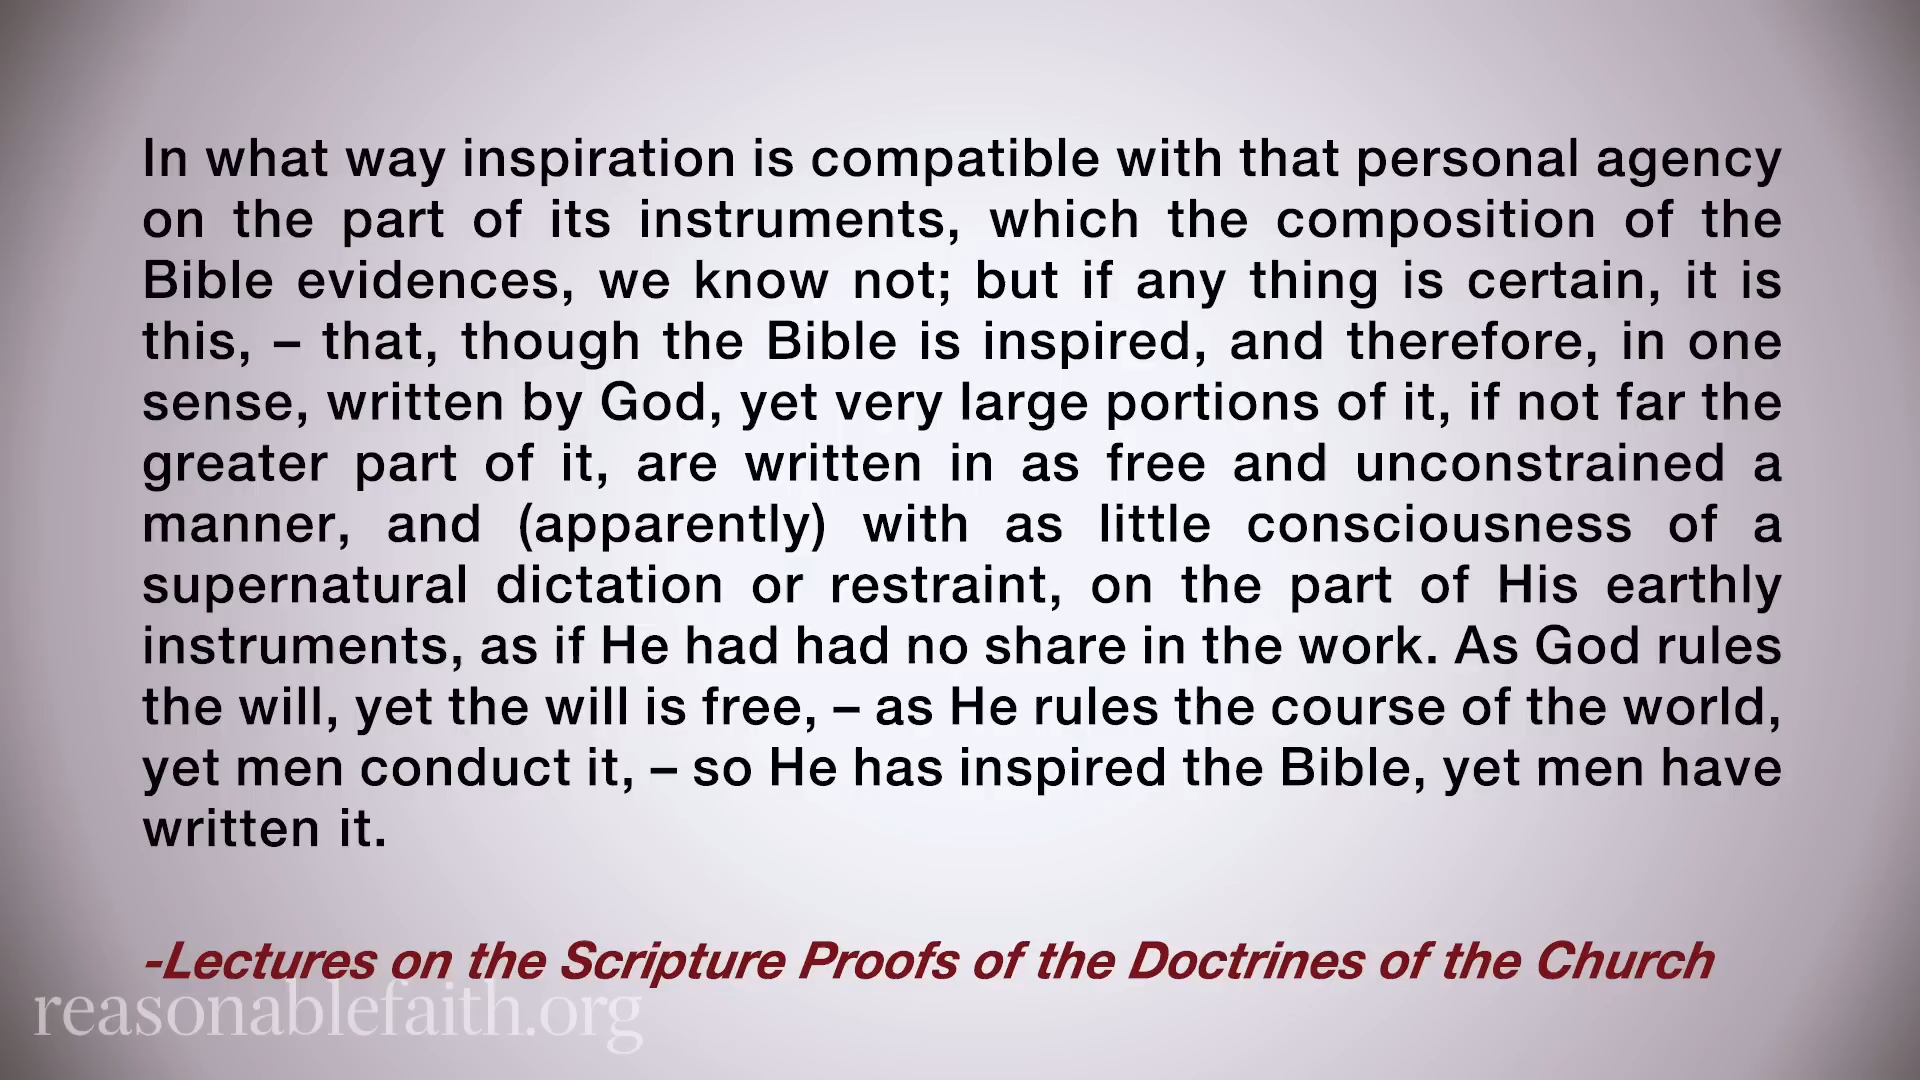 In what way inspiration is compatible with that personal agency
on the part of its instruments, which the composition of the
Bible evidences, we know not; but if any thing is certain, it is
this, – that, though the Bible is inspired, and therefore, in one
sense, written by God, yet very large portions of it, if not far the
greater part of it, are written in as free and unconstrained a
manner, and (apparently) with as little consciousness of a
supernatural dictation or restraint, on the part of His earthly
instruments, as if He had had no share in the work. As God rules
the will, yet the will is free, – as He rules the course of the world,
yet men conduct it, – so He has inspired the Bible, yet men have
written it.
-Lectures on the Scripture Proofs of the Doctrines of the Church
reasonablefaith.org